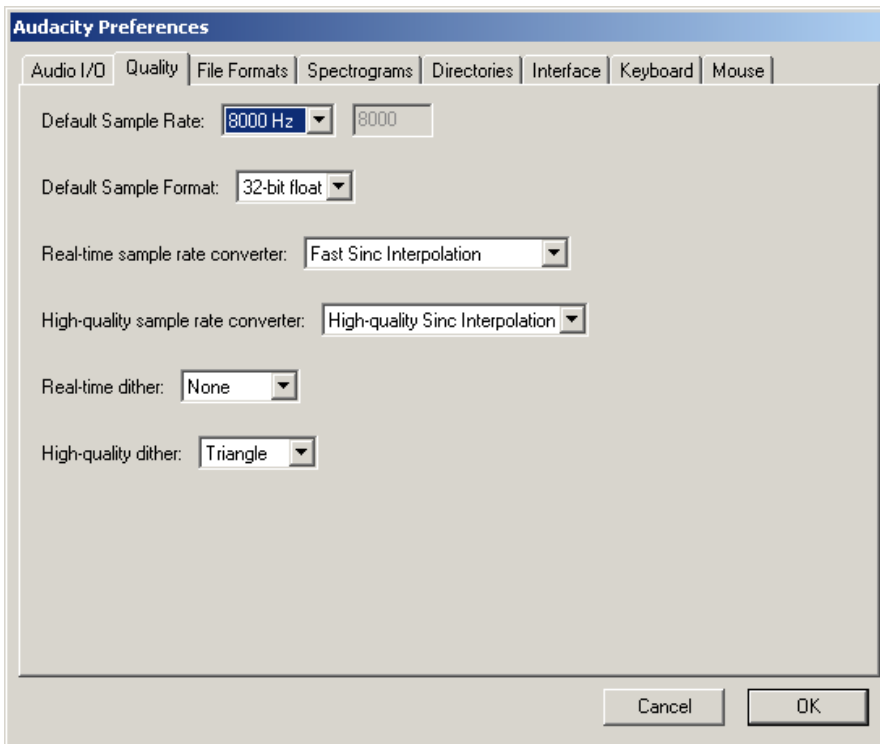 Audacity Preferences
Audio I/O Quality File Formats Spectrograms Directories Interface Keyboard Mouse
Default Sample Rate: 8000 Hz 8000
Default Sample Format: 32-bit float
Real-time sample rate converter: Fast Sinc Interpolation
High-quality sample rate converter: High-quality Sinc Interpolation
Real-time dither: None
High-quality dither: Triangle
Cancel OK